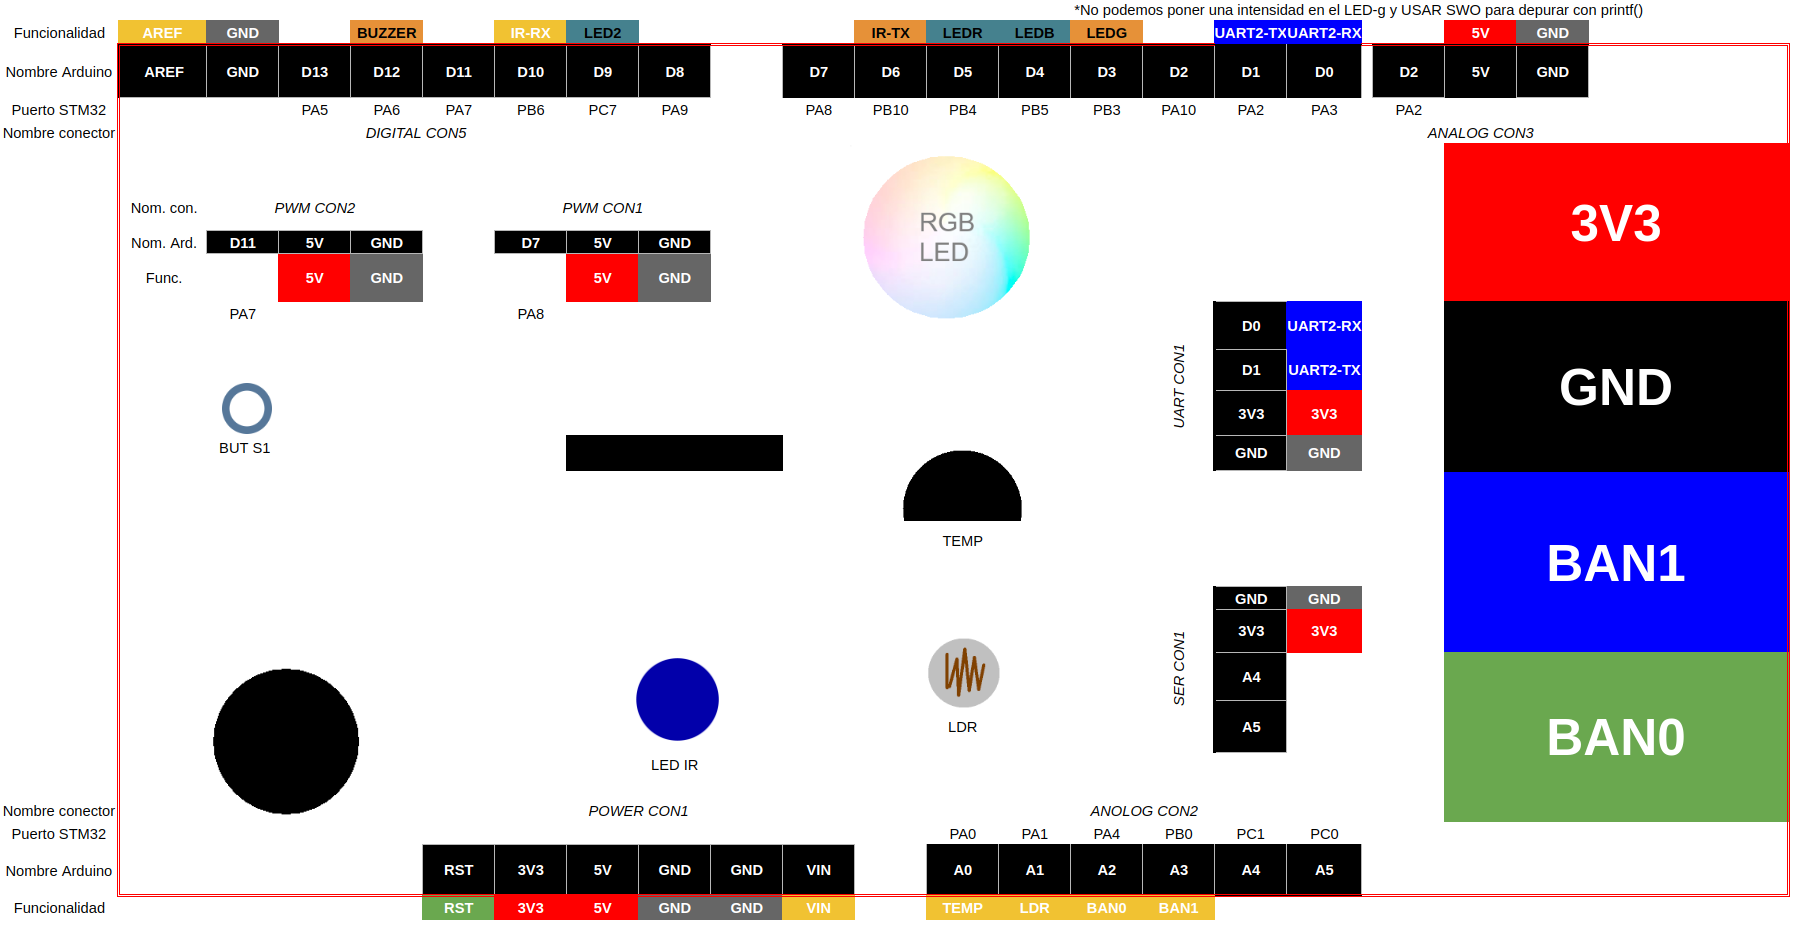 *No podemos poner una intensidad en el LED-g y USAR SWO para depurar con printf()
Funcionalidad AREF GND BUZZER IR-RX LED2 IR-TX LEDR LEDB LEDG UART2-TX UART2-RX 5V GND
Nombre Arduino AREF GND D13 D12 D11 D10 D9 D8 D7 D6 D5 D4 D3 D2 D1 D0 D2 5V GND
Puerto STM32 PA5 PA6 PA7 PB6 PC7 PA9 PA8 PB10 PB4 PB5 PB3 PA10 PA2 PA3 PA2
Nombre conector DIGITAL CON5 ANALOG CON3
Nom. con. PWM CON2 PWM CON1
Nom. Ard. D11 5V GND D7 5V GND
Func. 5V GND 5V GND
PA7 PA8
RGB
LED
3V3
GND
BAN1
BAN0
UART CON1
D0 UART2-RX
D1 UART2-TX
3V3 3V3
GND GND
BUT S1
TEMP
SER CON1
GND GND
3V3 3V3
A4
A5
LDR
LED IR
Nombre conector POWER CON1 ANOLOG CON2
Puerto STM32 PA0 PA1 PA4 PB0 PC1 PC0
Nombre Arduino RST 3V3 5V GND GND VIN A0 A1 A2 A3 A4 A5
Funcionalidad RST 3V3 5V GND GND VIN TEMP LDR BAN0 BAN1